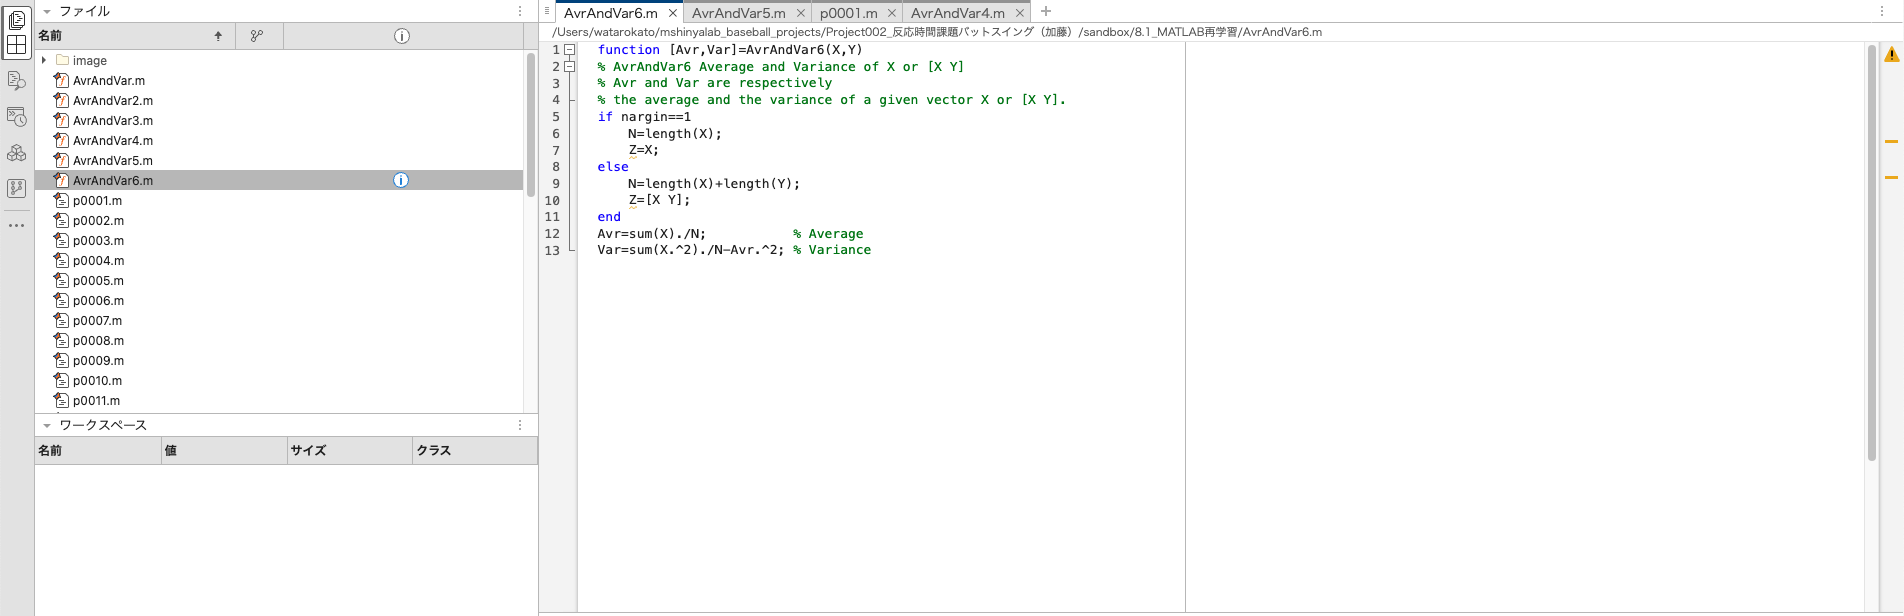 ファイル
名前
image
AvrAndVar.m
AvrAndVar2.m
AvrAndVar3.m
AvrAndVar4.m
AvrAndVar5.m
AvrAndVar6.m
p0001.m
p0002.m
p0003.m
p0004.m
p0005.m
p0006.m
p0007.m
p0008.m
p0009.m
p0010.m
p0011.m
ワークスペース
名前 値 サイズ クラス
AvrAndVar6.m AvrAndVar5.m p0001.m AvrAndVar4.m
/Users/watarokato/mshinyalab_baseball_projects/Project002_反応時間課題バットスイング（加藤）/sandbox/8.1_MATLAB再学習/AvrAndVar6.m
1 function [Avr,Var]=AvrAndVar6(X,Y)
2 % AvrAndVar6 Average and Variance of X or [X Y]
3 % Avr and Var are respectively
4 % the average and the variance of a given vector X or [X Y].
5 if nargin==1
6 N=length(X);
7 Z=X;
8 else
9 N=length(X)+length(Y);
10 Z=[X Y];
11 end
12 Avr=sum(X)./N; % Average
13 Var=sum(X.^2)./N-Avr.^2; % Variance